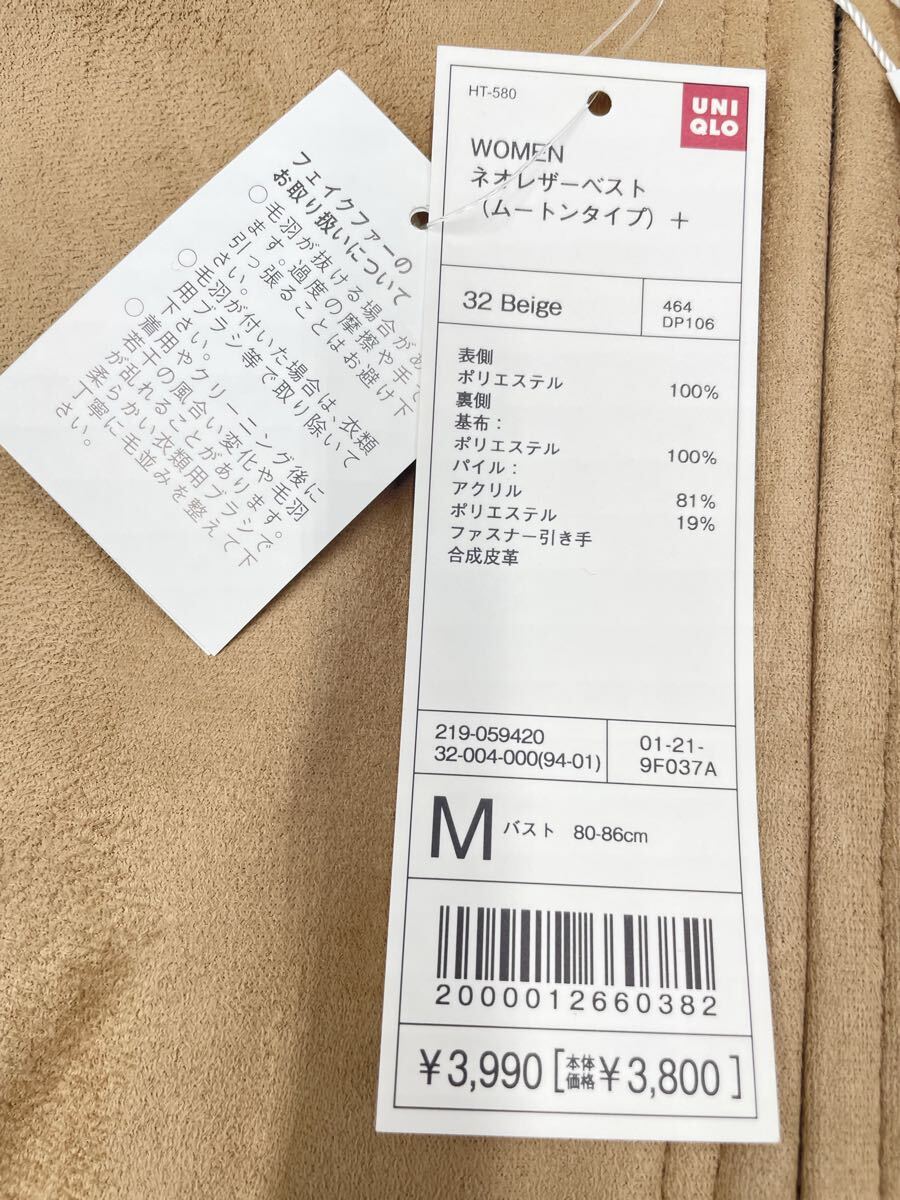 フェイクファーの
お取り扱いについて
○毛羽が抜ける場合があ
ます。過度の摩擦や手で
引っ張ることはお避け下
さい。
○毛羽が付いた場合は、衣類
用ブラシ等で取り除いて
下さい。
○着用やクリーニング後に
若干の風合い変化や毛羽
が乱れることがあります。
柔らかい衣類用ブラシで
丁寧に毛並みを整えて下
さい。
HT-580
UNI
QLO
WOMEN
ネオレザーベスト
(ムートンタイプ) +
32 Beige
464
DP106
表側
ポリエステル 100%
裏側
基布:
ポリエステル 100%
パイル:
アクリル 81%
ポリエステル 19%
ファスナー引き手
合成皮革
219-059420
32-004-000(94-01)
01-21-
9F037A
M バスト 80-86cm
2000012660382
¥3,990 [本体価格¥3,800]